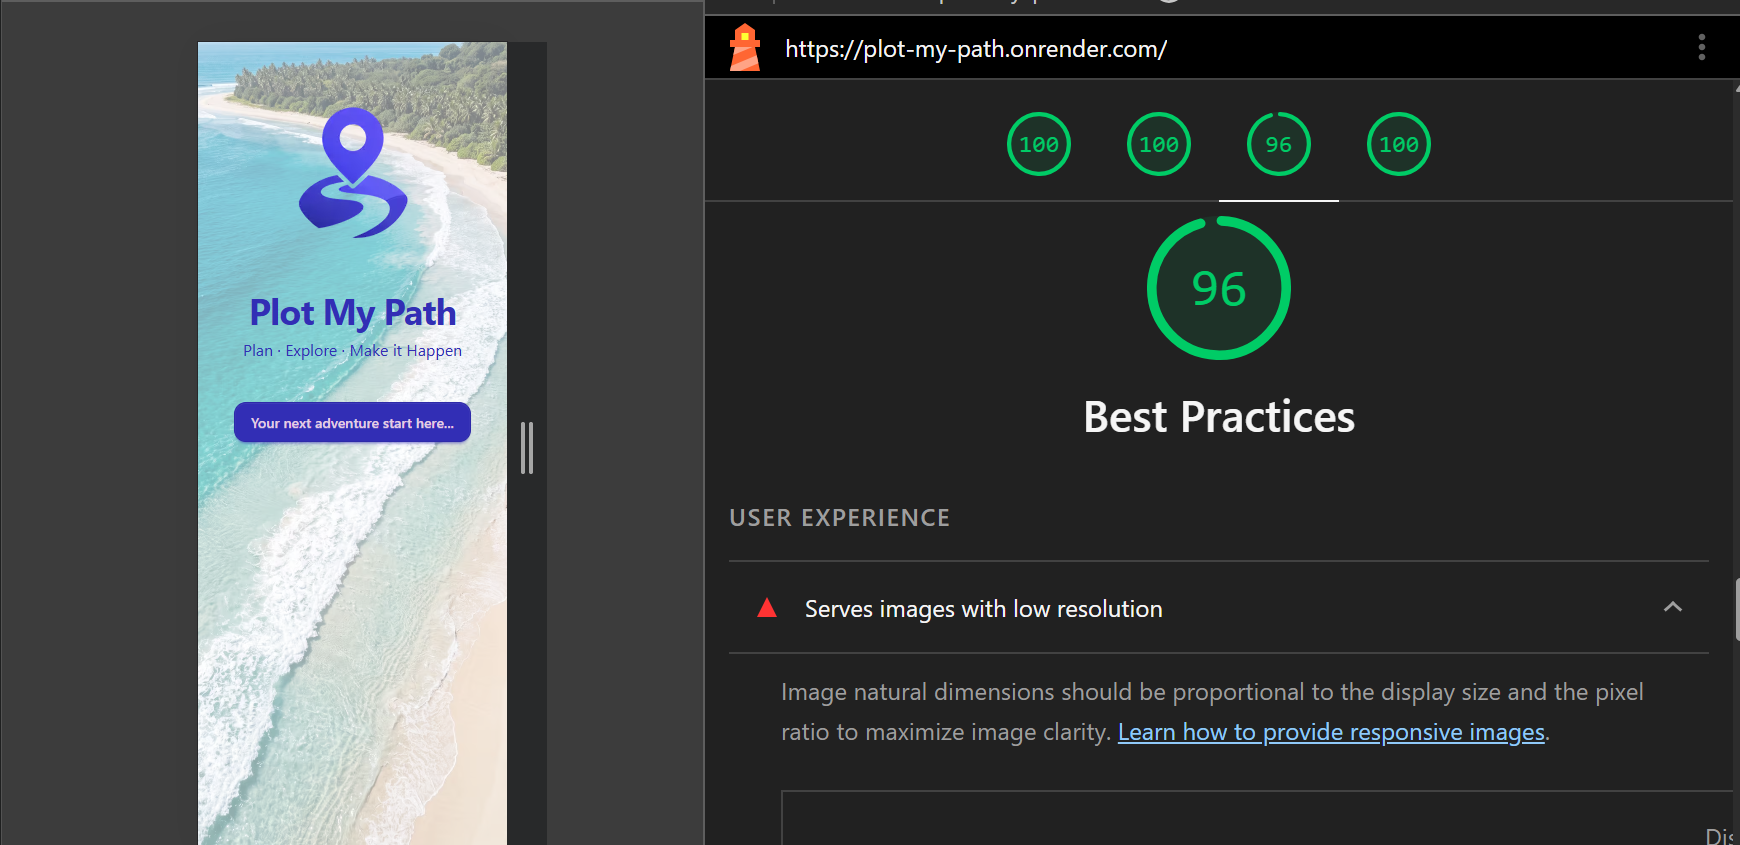 https://plot-my-path.onrender.com/
100
100
96
100
96
Best Practices
USER EXPERIENCE
Serves images with low resolution
Image natural dimensions should be proportional to the display size and the pixel
ratio to maximize image clarity. Learn how to provide responsive images.
Plot My Path
Plan · Explore · Make it Happen
Your next adventure start here...